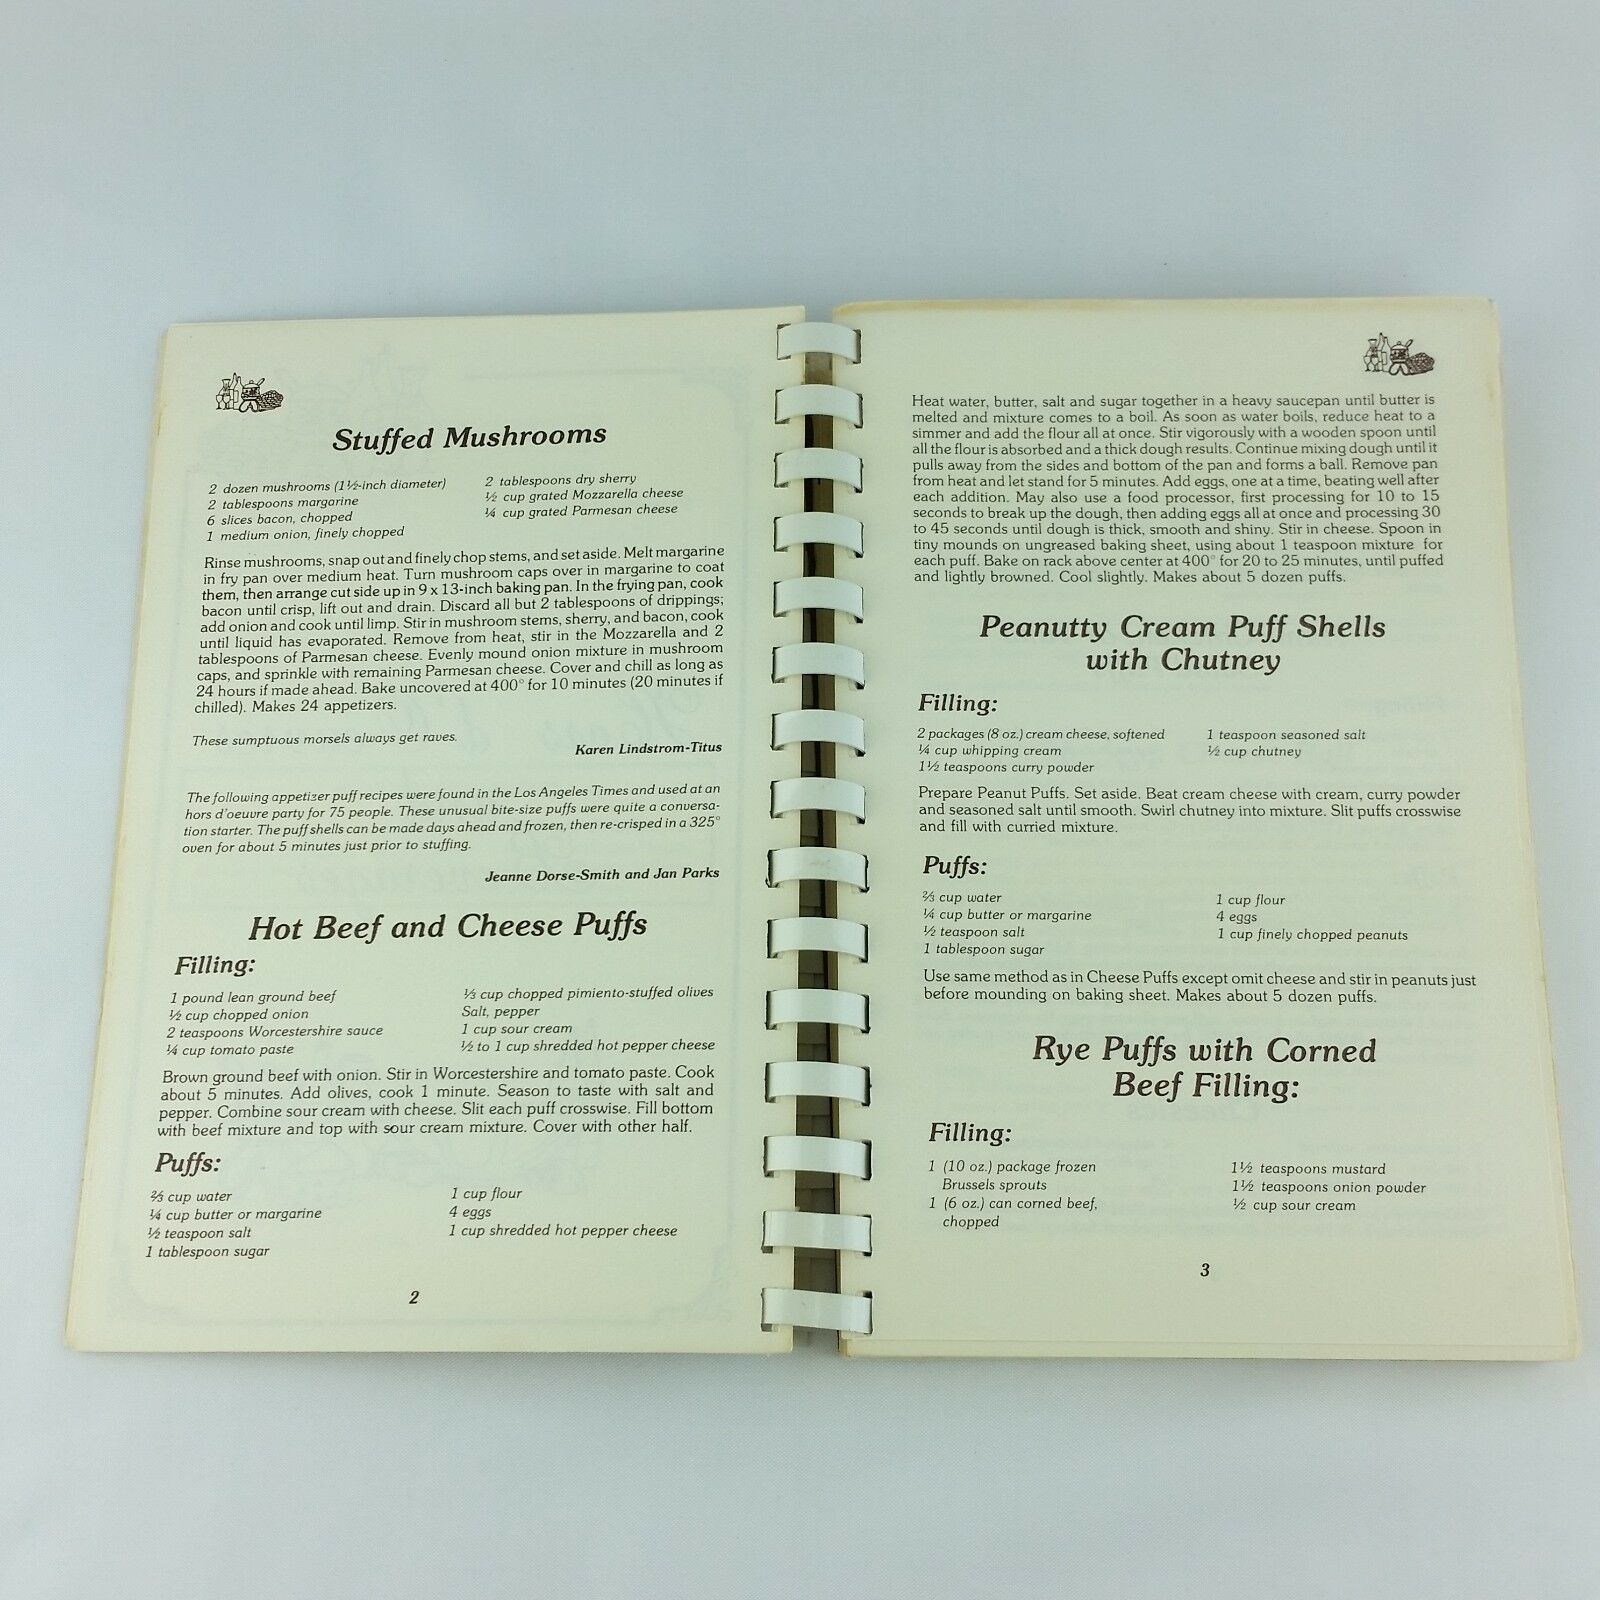 Stuffed Mushrooms
2 dozen mushrooms (1½-inch diameter)
2 tablespoons margarine
6 slices bacon, chopped
1 medium onion, finely chopped
2 tablespoons dry sherry
½ cup grated Mozzarella cheese
¼ cup grated Parmesan cheese
Rinse mushrooms, snap out and finely chop stems, and set aside. Melt margarine
in fry pan over medium heat. Turn mushroom caps over in margarine to coat
them, then arrange cut side up in 9 x 13-inch baking pan. In the frying pan, cook
bacon until crisp, lift out and drain. Discard all but 2 tablespoons of drippings;
add onion and cook until limp. Stir in mushroom stems, sherry, and bacon, cook
until liquid has evaporated. Remove from heat, stir in the Mozzarella and 2
tablespoons of Parmesan cheese. Evenly mound onion mixture in mushroom
caps, and sprinkle with remaining Parmesan cheese. Cover and chill as long as
24 hours if made ahead. Bake uncovered at 400° for 10 minutes (20 minutes if
chilled). Makes 24 appetizers.
These sumptuous morsels always get raves.
Karen Lindstrom-Titus
The following appetizer puff recipes were found in the Los Angeles Times and used at an
hors d'oeuvre party for 75 people. These unusual bite-size puffs were quite a conversa-
tion starter. The puff shells can be made days ahead and frozen, then re-crisped in a 325°
oven for about 5 minutes just prior to stuffing.
Jeanne Dorse-Smith and Jan Parks
Hot Beef and Cheese Puffs
Filling:
1 pound lean ground beef
½ cup chopped onion
2 teaspoons Worcestershire sauce
¼ cup tomato paste
⅓ cup chopped pimiento-stuffed olives
Salt, pepper
1 cup sour cream
½ to 1 cup shredded hot pepper cheese
Brown ground beef with onion. Stir in Worcestershire and tomato paste. Cook
about 5 minutes. Add olives, cook 1 minute. Season to taste with salt and
pepper. Combine sour cream with cheese. Slit each puff crosswise. Fill bottom
with beef mixture and top with sour cream mixture. Cover with other half.
Puffs:
⅔ cup water
¼ cup butter or margarine
½ teaspoon salt
1 tablespoon sugar
1 cup flour
4 eggs
1 cup shredded hot pepper cheese
2
Heat water, butter, salt and sugar together in a heavy saucepan until butter is
melted and mixture comes to a boil. As soon as water boils, reduce heat to a
simmer and add the flour all at once. Stir vigorously with a wooden spoon until
all the flour is absorbed and a thick dough results. Continue mixing dough until it
pulls away from the sides and bottom of the pan and forms a ball. Remove pan
from heat and let stand for 5 minutes. Add eggs, one at a time, beating well after
each addition. May also use a food processor, first processing for 10 to 15
seconds to break up the dough, then adding eggs all at once and processing 30
to 45 seconds until dough is thick, smooth and shiny. Stir in cheese. Spoon in
tiny mounds on ungreased baking sheet, using about 1 teaspoon mixture for
each puff. Bake on rack above center at 400° for 20 to 25 minutes, until puffed
and lightly browned. Cool slightly. Makes about 5 dozen puffs.
Peanutty Cream Puff Shells
with Chutney
Filling:
2 packages (8 oz.) cream cheese, softened
¼ cup whipping cream
1½ teaspoons curry powder
1 teaspoon seasoned salt
½ cup chutney
Prepare Peanut Puffs. Set aside. Beat cream cheese with cream, curry powder
and seasoned salt until smooth. Swirl chutney into mixture. Slit puffs crosswise
and fill with curried mixture.
Puffs:
⅔ cup water
¼ cup butter or margarine
½ teaspoon salt
1 tablespoon sugar
1 cup flour
4 eggs
1 cup finely chopped peanuts
Use same method as in Cheese Puffs except omit cheese and stir in peanuts just
before mounding on baking sheet. Makes about 5 dozen puffs.
Rye Puffs with Corned
Beef Filling:
Filling:
1 (10 oz.) package frozen
Brussels sprouts
1 (6 oz.) can corned beef,
chopped
1½ teaspoons mustard
1½ teaspoons onion powder
½ cup sour cream
3